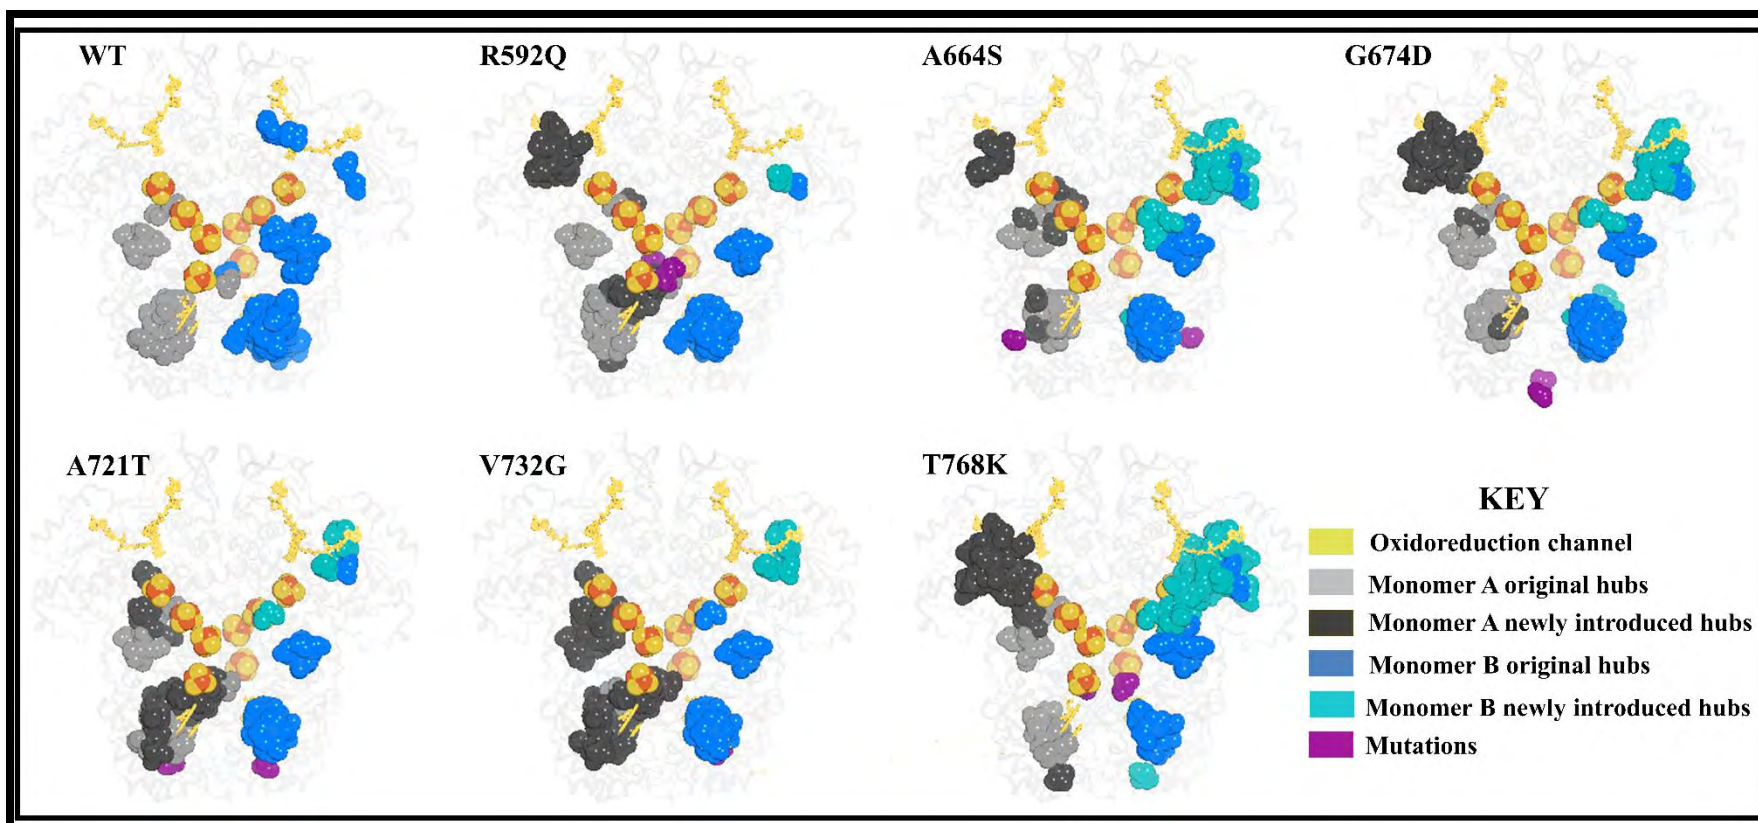 WT
R592Q
A664S
G674D
A721T
V732G
T768K
KEY
Oxidoreduction channel
Monomer A original hubs
Monomer A newly introduced hubs
Monomer B original hubs
Monomer B newly introduced hubs
Mutations